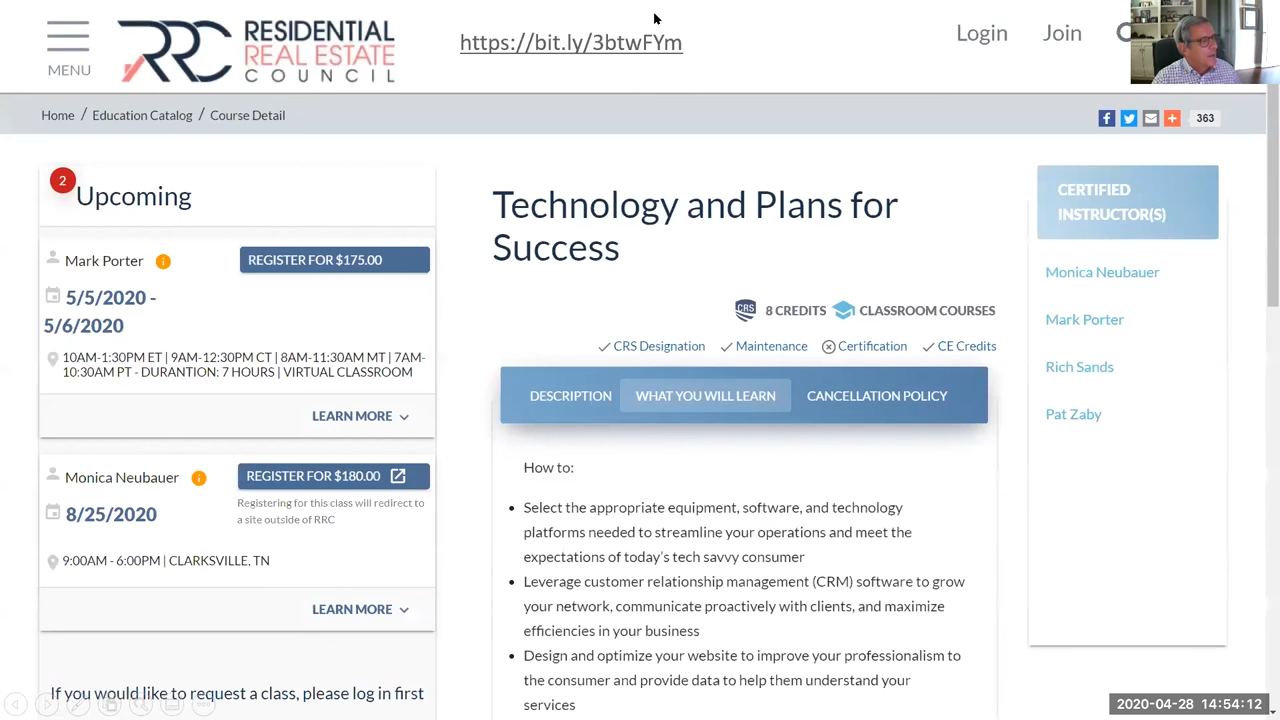 MENU
RRC
RESIDENTIAL
REAL ESTATE
COUNCIL
https://bit.ly/3btwFYm
Login Join
Home / Education Catalog / Course Detail
363
2
Upcoming
Mark Porter
REGISTER FOR $175.00
5/5/2020 -
5/6/2020
10AM-1:30PM ET | 9AM-12:30PM CT | 8AM-11:30AM MT | 7AM-
10:30AM PT - DURANTION: 7 HOURS | VIRTUAL CLASSROOM
LEARN MORE
Monica Neubauer
REGISTER FOR $180.00
8/25/2020
Registering for this class will redirect to
a site outside of RRC
9:00AM - 6:00PM | CLARKSVILLE, TN
LEARN MORE
If you would like to request a class, please log in first
Technology and Plans for
Success
CRS
8 CREDITS CLASSROOM COURSES
CRS Designation Maintenance Certification CE Credits
DESCRIPTION WHAT YOU WILL LEARN CANCELLATION POLICY
How to:
• Select the appropriate equipment, software, and technology
platforms needed to streamline your operations and meet the
expectations of today's tech savvy consumer
• Leverage customer relationship management (CRM) software to grow
your network, communicate proactively with clients, and maximize
efficiencies in your business
• Design and optimize your website to improve your professionalism to
the consumer and provide data to help them understand your
services
CERTIFIED
INSTRUCTOR(S)
Monica Neubauer
Mark Porter
Rich Sands
Pat Zaby
2020-04-28 14:54:12